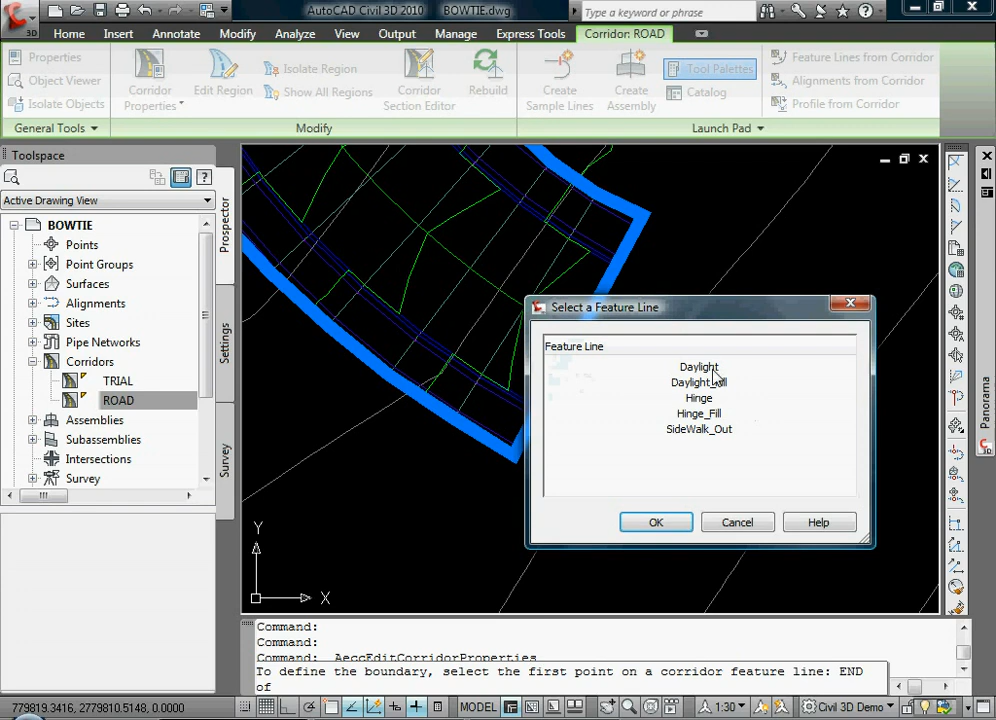 AutoCAD Civil 3D 2010 BOWTIE.dwg
Type a keyword or phrase
3D
Home Insert Annotate Modify Analyze View Output Manage Express Tools Corridor: ROAD
Properties
Object Viewer
Isolate Objects
General Tools
Corridor Properties
Edit Region
Isolate Region
Show All Regions
Corridor Section Editor
Rebuild
Modify
Create Sample Lines
Create Assembly
Tool Palettes
Catalog
Feature Lines from Corridor
Alignments from Corridor
Profile from Corridor
Launch Pad
Toolspace
Active Drawing View
BOWTIE
Points
Point Groups
Surfaces
Alignments
Sites
Pipe Networks
Corridors
TRIAL
ROAD
Assemblies
Subassemblies
Intersections
Survey
Prospector
Settings
Survey
Select a Feature Line
Feature Line
Daylight
Hinge
Hinge_Fill
SideWalk_Out
OK Cancel Help
Panorama
Y
X
Command:
Command:
Command: _AeccEditCorridorProperties
To define the boundary, select the first point on a corridor feature line: END
of
779819.3416, 2779810.5148, 0.0000
MODEL
1:30
Civil 3D Demo